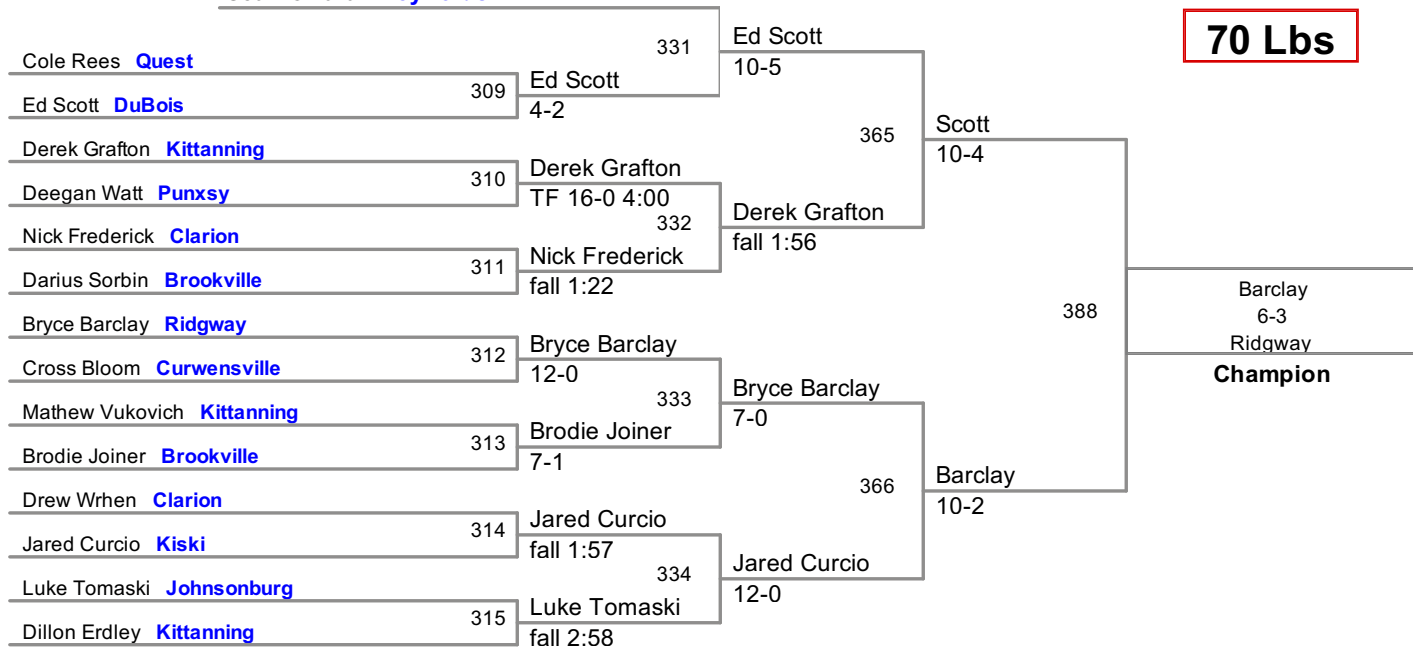 331
Ed Scott
10-5
70 Lbs
Cole Rees Quest
309
Ed Scott
4-2
Ed Scott DuBois
365
Scott
10-4
Derek Grafton Kittanning
310
Derek Grafton
TF 16-0 4:00
Deegan Watt Punxsy
332
Derek Grafton
fall 1:56
Nick Frederick Clarion
311
Nick Frederick
fall 1:22
Darius Sorbin Brookville
388
Barclay
6-3
Ridgway
Champion
Bryce Barclay Ridgway
312
Bryce Barclay
12-0
Cross Bloom Curwensville
333
Bryce Barclay
7-0
Mathew Vukovich Kittanning
313
Brodie Joiner
7-1
Brodie Joiner Brookville
366
Barclay
10-2
Drew Wrhen Clarion
314
Jared Curcio
fall 1:57
Jared Curcio Kiski
334
Jared Curcio
12-0
Luke Tomaski Johnsonburg
315
Luke Tomaski
fall 2:58
Dillon Erdley Kittanning